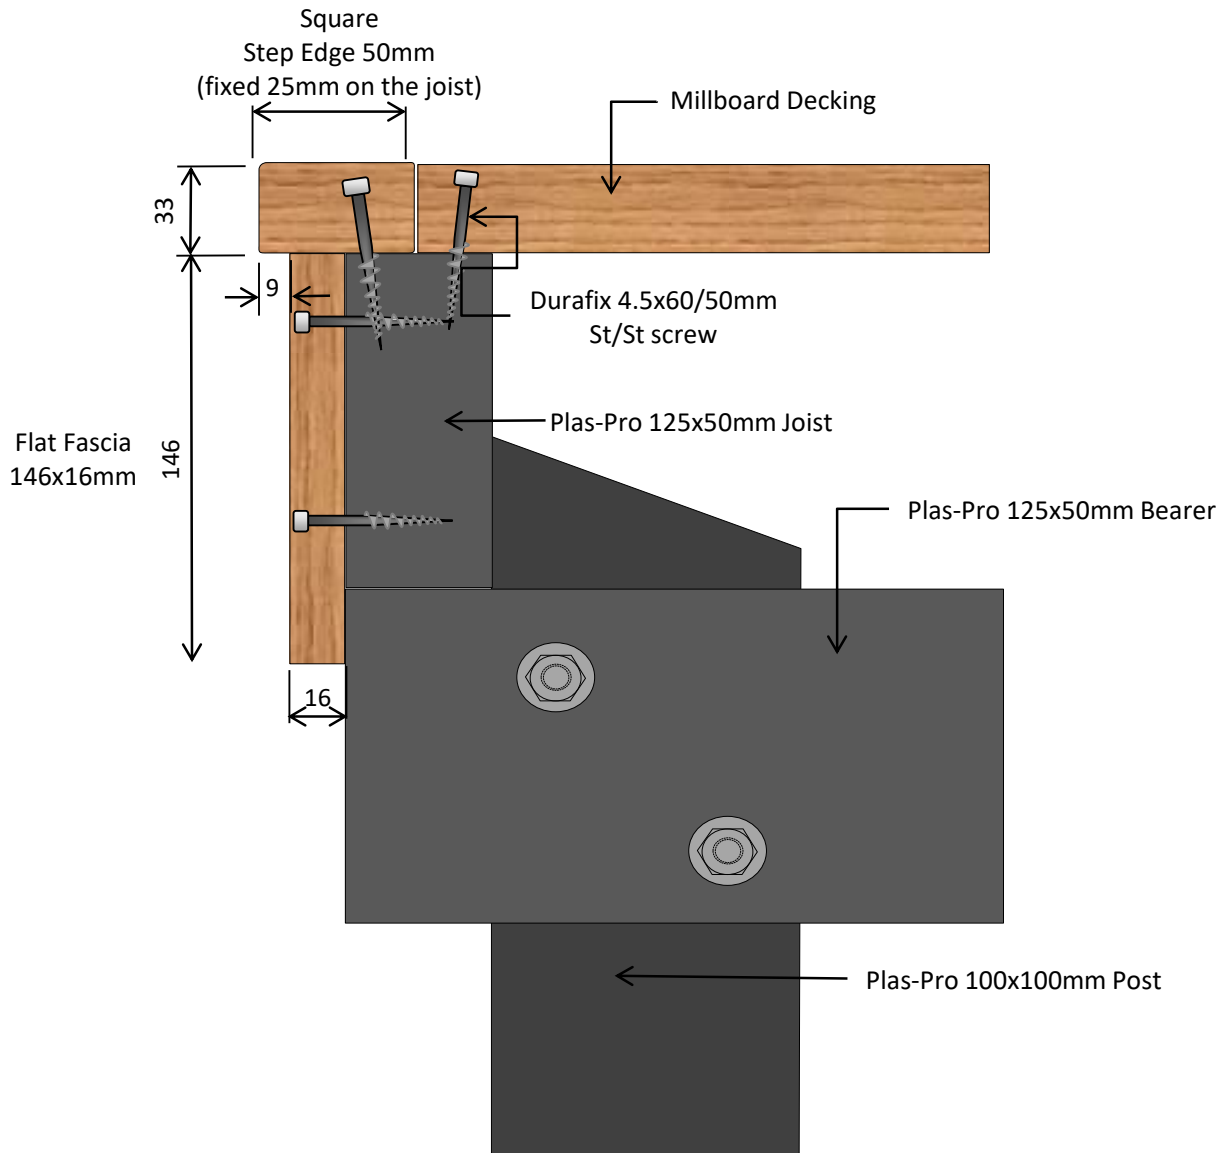 Square
Step Edge 50mm
(fixed 25mm on the joist)
Millboard Decking
33
9
Durafix 4.5x60/50mm
St/St screw
Plas-Pro 125x50mm Joist
Flat Fascia
146x16mm
146
Plas-Pro 125x50mm Bearer
16
Plas-Pro 100x100mm Post